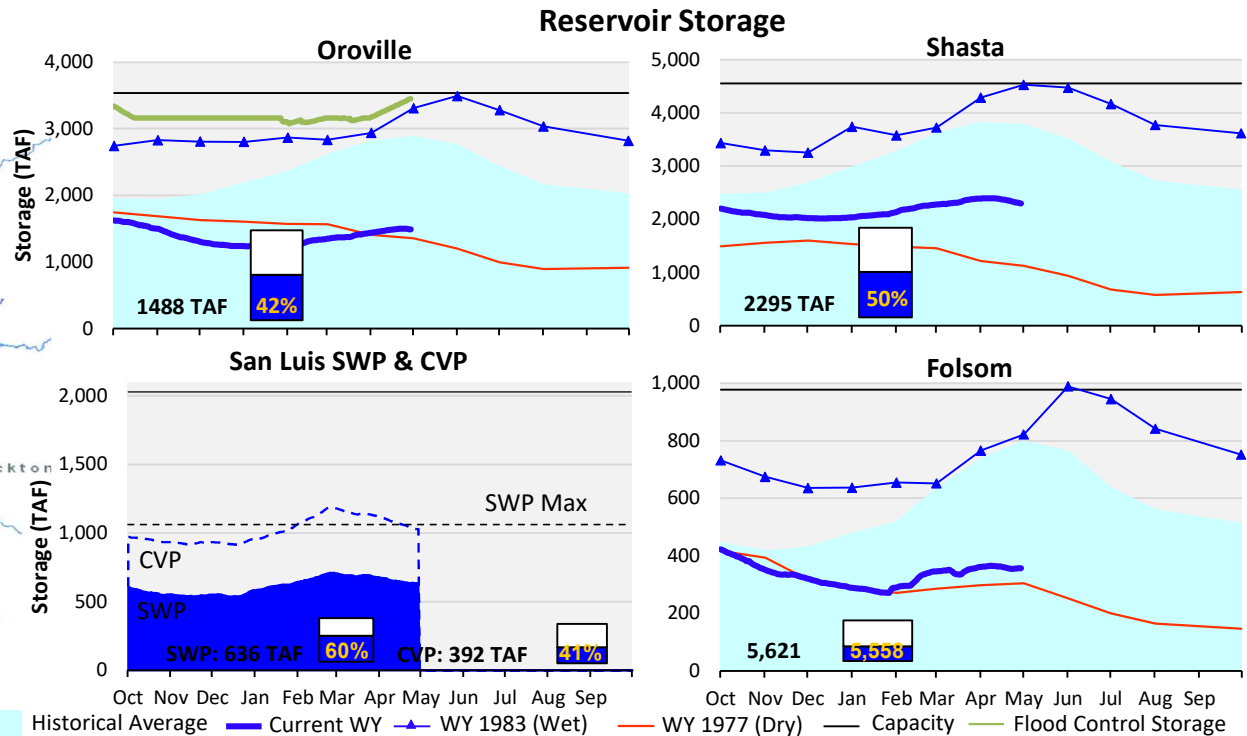 Reservoir Storage
Oroville
Storage (TAF)
4,000
3,000
2,000
1,000
0
1488 TAF
42%
Shasta
5,000
4,000
3,000
2,000
1,000
0
2295 TAF
50%
San Luis SWP & CVP
Storage (TAF)
2,000
1,500
1,000
500
0
SWP Max
CVP
SWP
SWP: 636 TAF
60%
CVP: 392 TAF
41%
Oct Nov Dec Jan Feb Mar Apr May Jun Jul Aug Sep
Folsom
1,000
800
600
400
200
0
5,621
5,558
Oct Nov Dec Jan Feb Mar Apr May Jun Jul Aug Sep
ckton
Historical Average Current WY WY 1983 (Wet) WY 1977 (Dry) Capacity Flood Control Storage